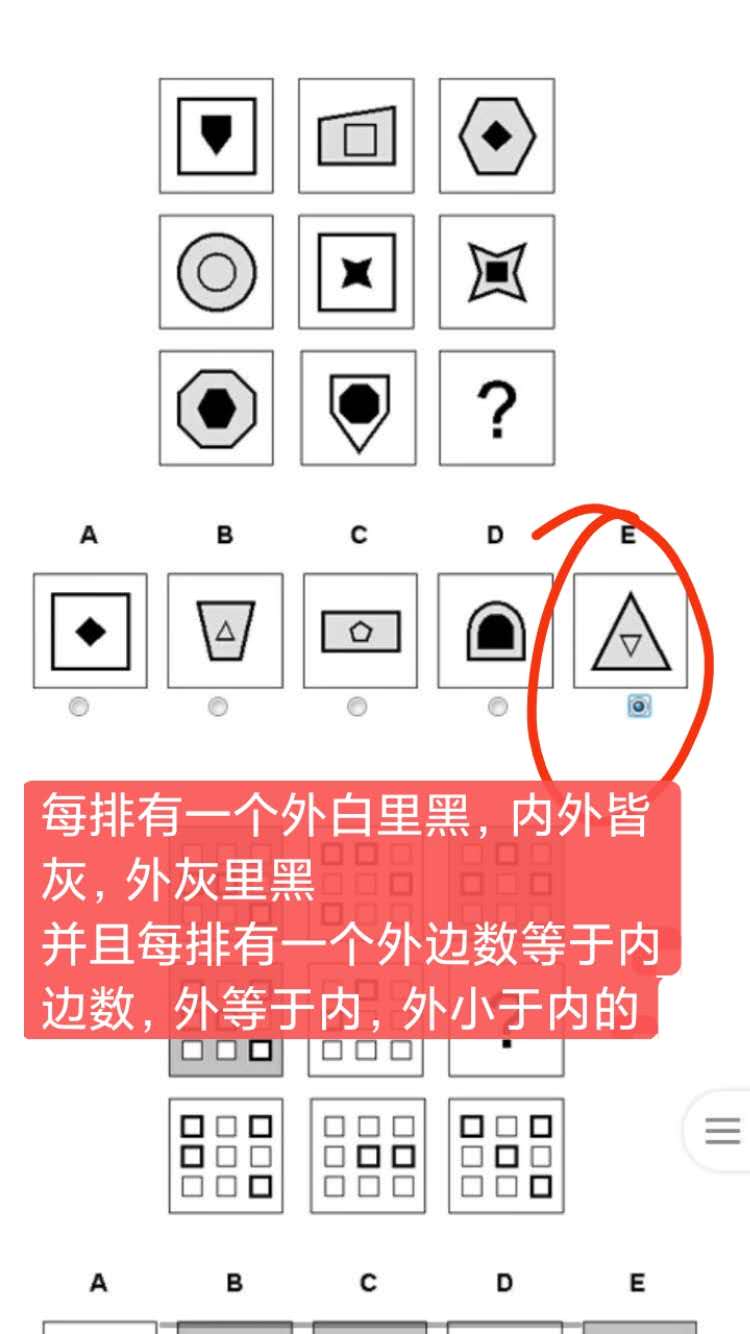 ?
A B C D E
每排有一个外白里黑，内外皆
灰，外灰里黑
并且每排有一个外边数等于内
边数，外等于内，外小于内的
?
A B C D E